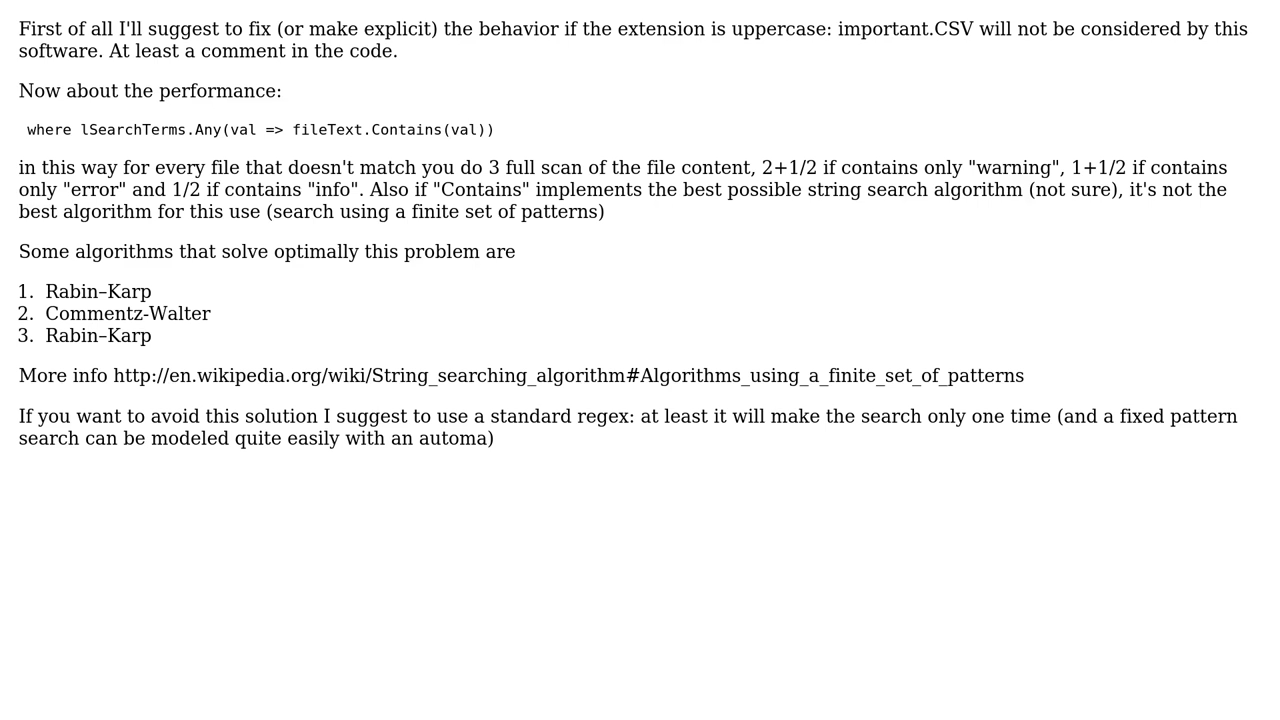 First of all I'll suggest to fix (or make explicit) the behavior if the extension is uppercase: important.CSV will not be considered by this
software. At least a comment in the code.
Now about the performance:
where lSearchTerms.Any(val => fileText.Contains(val))
in this way for every file that doesn't match you do 3 full scan of the file content, 2+1/2 if contains only "warning", 1+1/2 if contains
only "error" and 1/2 if contains "info". Also if "Contains" implements the best possible string search algorithm (not sure), it's not the
best algorithm for this use (search using a finite set of patterns)
Some algorithms that solve optimally this problem are
1. Rabin–Karp
2. Commentz-Walter
3. Rabin–Karp
More info http://en.wikipedia.org/wiki/String_searching_algorithm#Algorithms_using_a_finite_set_of_patterns
If you want to avoid this solution I suggest to use a standard regex: at least it will make the search only one time (and a fixed pattern
search can be modeled quite easily with an automa)